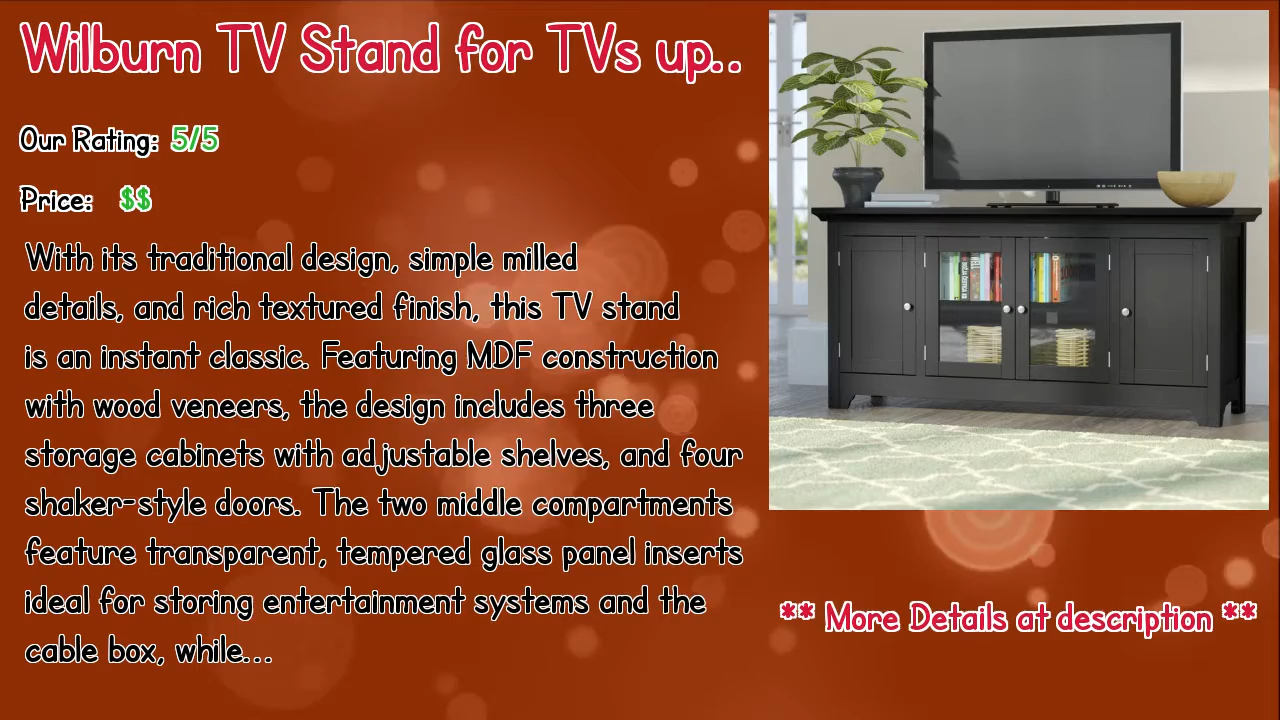 Wilburn TV Stand for TVs up..
Our Rating: 5/5
Price: $$
With its traditional design, simple milled
details, and rich textured finish, this TV stand
is an instant classic. Featuring MDF construction
with wood veneers, the design includes three
storage cabinets with adjustable shelves, and four
shaker-style doors. The two middle compartments
feature transparent, tempered glass panel inserts
ideal for storing entertainment systems and the
cable box, while...
** More Details at description **